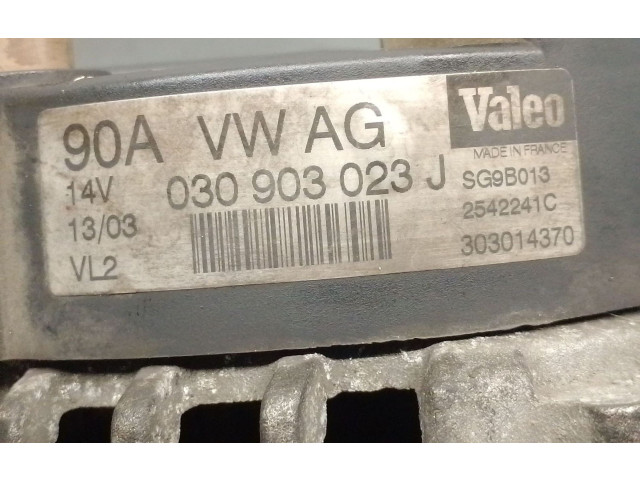 90A VW AG Valeo
MADE IN FRANCE
14V 030 903 023 J SG9B013
13/03 2542241C
VL2 303014370